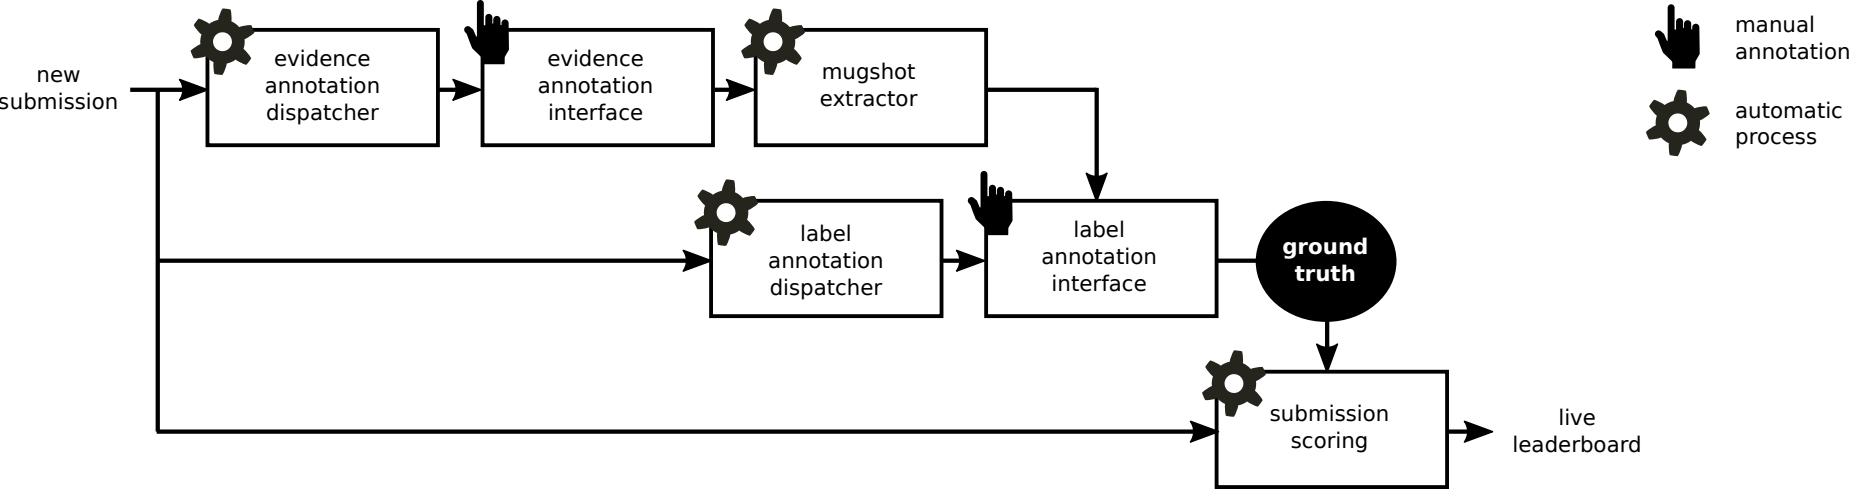 new
submission
evidence
annotation
dispatcher
evidence
annotation
interface
mugshot
extractor
manual
annotation
automatic
process
label
annotation
dispatcher
label
annotation
interface
ground
truth
submission
scoring
live
leaderboard